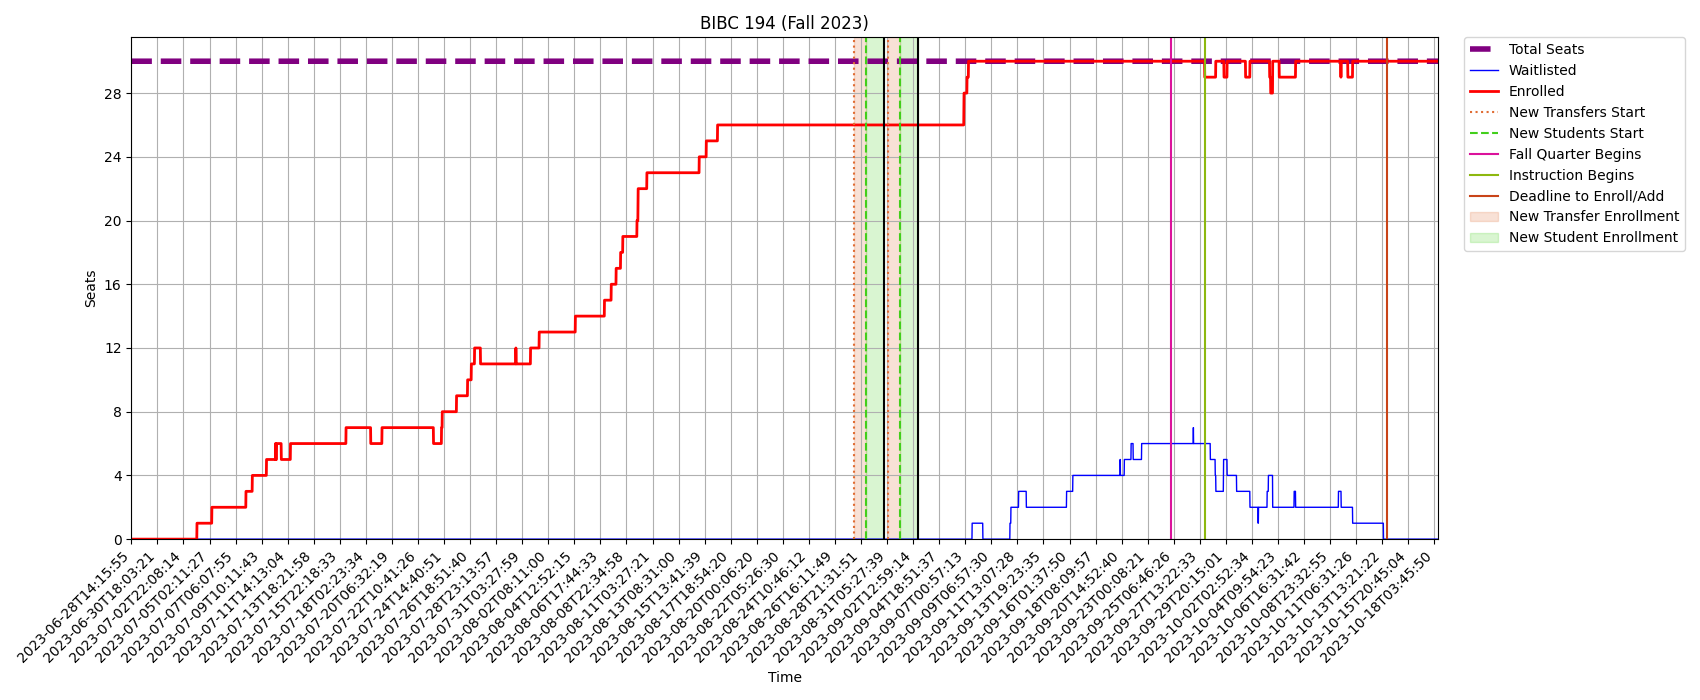 BIBC 194 (Fall 2023)
Total Seats
Waitlisted
Enrolled
New Transfers Start
New Students Start
Fall Quarter Begins
Instruction Begins
Deadline to Enroll/Add
New Transfer Enrollment
New Student Enrollment
Seats
28
24
20
16
12
8
4
0
2023-06-28T14:15:55
2023-06-30T18:03:21
2023-07-02T22:08:14
2023-07-05T02:11:27
2023-07-07T06:07:55
2023-07-09T10:11:43
2023-07-11T14:13:04
2023-07-13T18:21:58
2023-07-15T22:18:33
2023-07-18T02:23:34
2023-07-20T06:32:19
2023-07-22T10:41:26
2023-07-24T14:40:51
2023-07-26T18:51:40
2023-07-28T23:13:57
2023-07-31T03:27:59
2023-08-02T08:11:00
2023-08-04T12:52:15
2023-08-06T17:44:33
2023-08-08T22:34:58
2023-08-11T03:27:21
2023-08-13T08:31:00
2023-08-15T13:41:39
2023-08-17T18:54:20
2023-08-20T00:06:20
2023-08-22T05:26:30
2023-08-24T10:46:12
2023-08-26T16:11:49
2023-08-28T21:31:51
2023-08-31T05:27:39
2023-09-02T12:59:14
2023-09-04T18:51:37
2023-09-07T00:57:13
2023-09-09T06:57:30
2023-09-11T13:07:28
2023-09-13T19:23:35
2023-09-16T01:37:50
2023-09-18T08:09:57
2023-09-20T14:52:40
2023-09-23T00:08:21
2023-09-25T06:46:26
2023-09-27T13:22:33
2023-09-29T20:15:01
2023-10-02T02:52:34
2023-10-04T09:54:23
2023-10-06T16:31:42
2023-10-08T23:32:55
2023-10-11T06:31:26
2023-10-13T13:21:22
2023-10-15T20:45:04
2023-10-18T03:45:50
Time